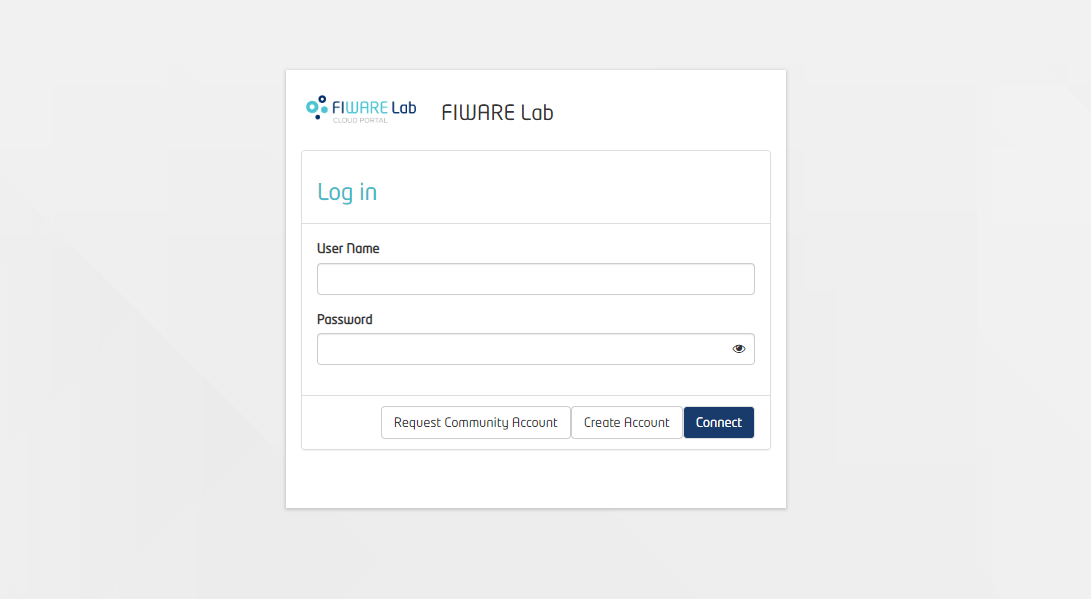 FIWARE Lab
CLOUD PORTAL
FIWARE Lab
Log in
User Name
Password
Request Community Account
Create Account
Connect